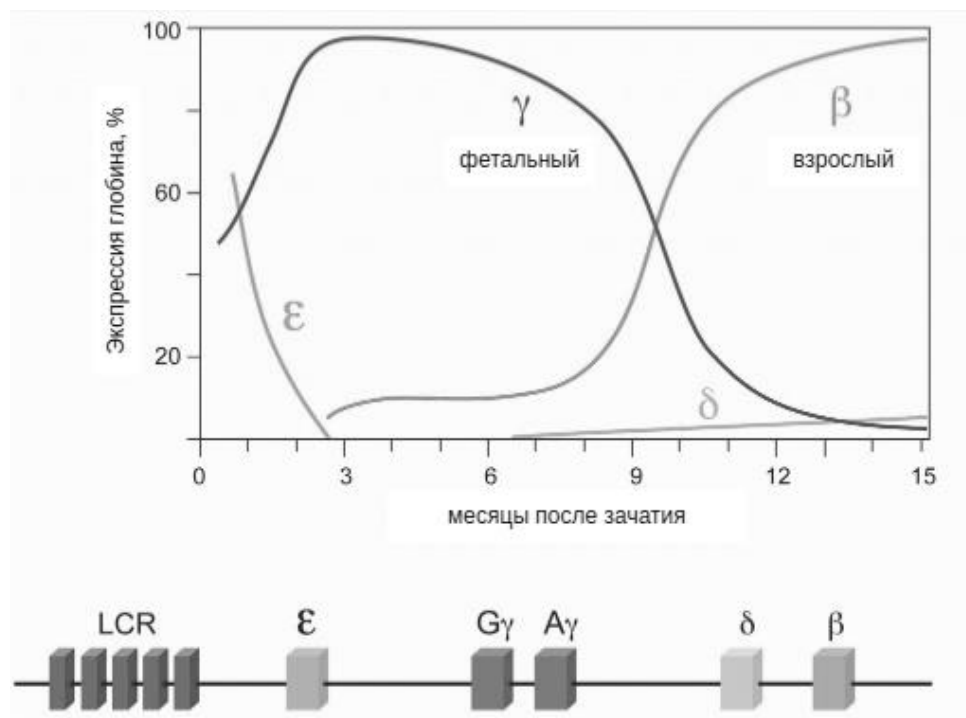 100
60
20
Экспрессия глобина, %
γ
фетальный
β
взрослый
ε
δ
0 3 6 9 12 15
месяцы после зачатия
LCR ε Gγ Aγ δ β